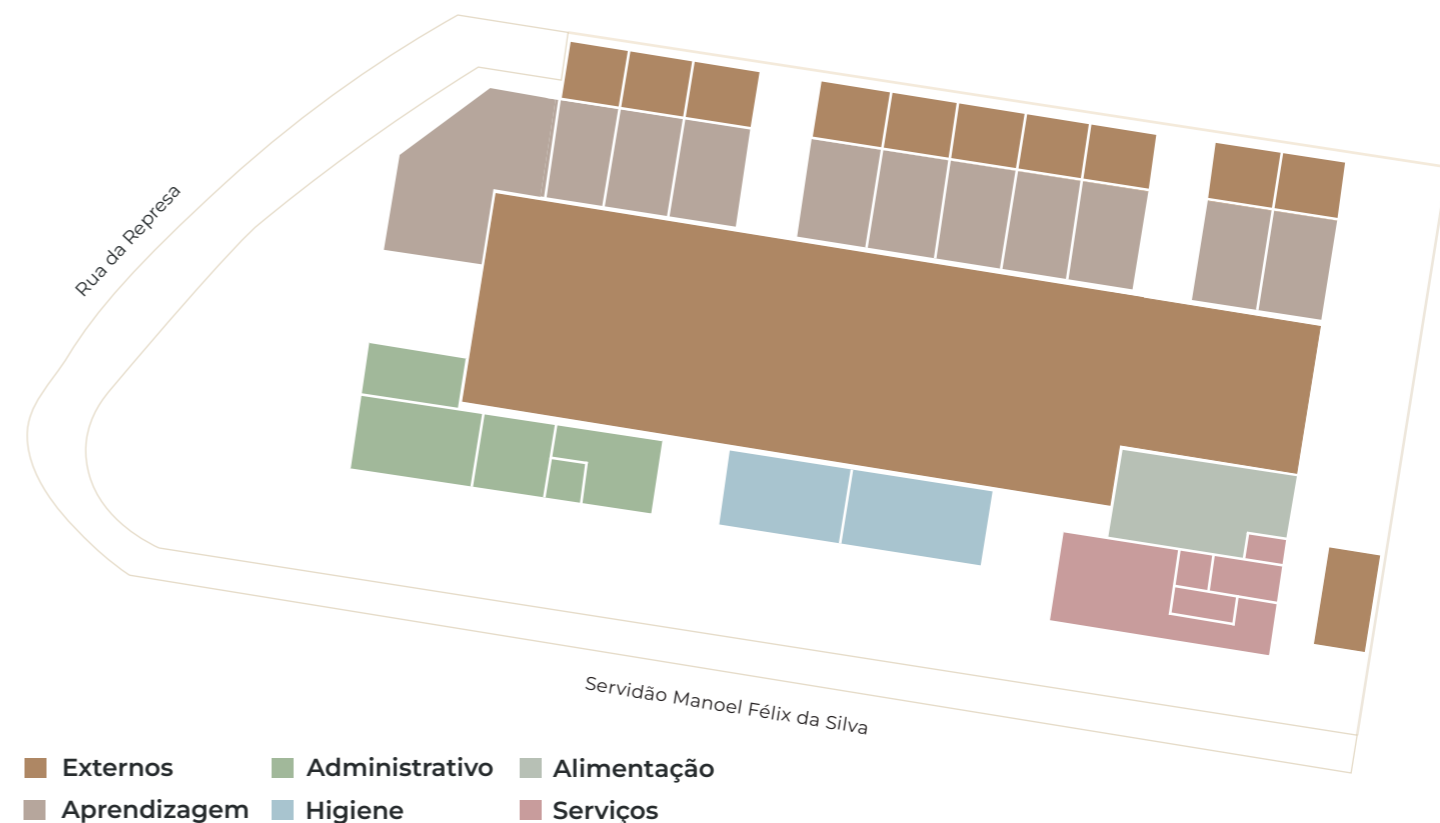 Rua da Represa
Servidão Manoel Félix da Silva
Externos
Administrativo
Alimentação
Aprendizagem
Higiene
Serviços